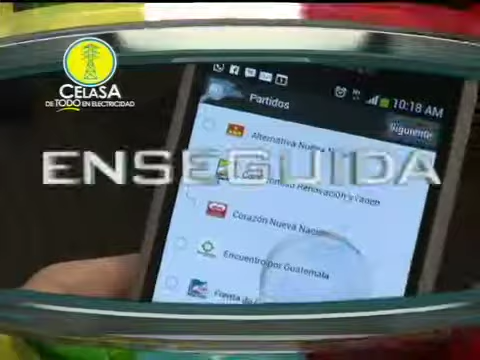 CELASA
DE TODO EN ELECTRICIDAD
10:18 AM
Partidos
Siguiente
Alternativa Nueva
ENSEGUIDA
Renovación y
Corazón Nueva Nación
Encuentro por Guatemala